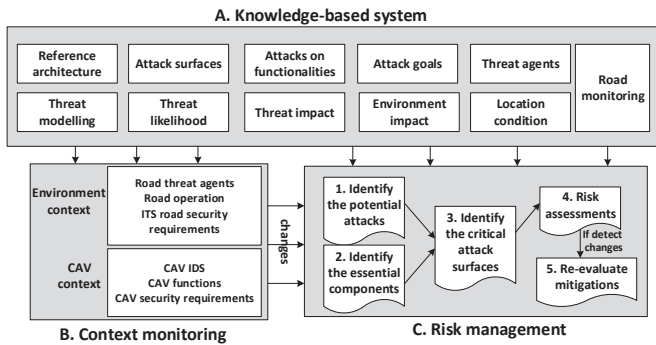 A. Knowledge-based system
Reference
architecture
Attack surfaces
Attacks on
functionalities
Attack goals
Threat agents
Road
monitoring
Threat
modelling
Threat
likelihood
Threat impact
Environment
impact
Location
condition
Environment
context
Road threat agents
Road operation
ITS road security
requirements
CAV
context
CAV IDS
CAV functions
CAV security requirements
B. Context monitoring
changes
1. Identify
the potential
attacks
2. Identify
the essential
components
3. Identify
the critical
attack
surfaces
4. Risk
assessments
If detect
changes
5. Re-evaluate
mitigations
C. Risk management